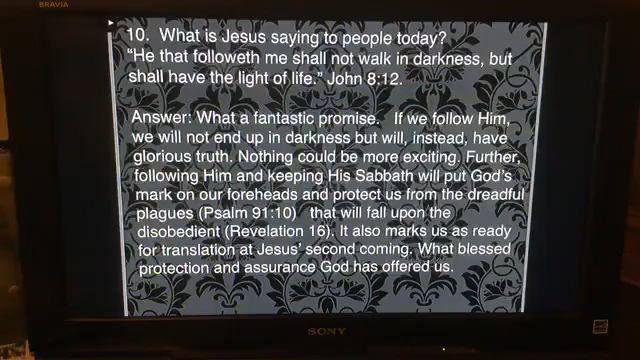 BRAVIA
10. What is Jesus saying to people today?
“He that followeth me shall not walk in darkness, but
shall have the light of life.” John 8:12.
Answer: What a fantastic promise. If we follow Him,
we will not end up in darkness but will, instead, have
glorious truth. Nothing could be more exciting. Further,
following Him and keeping His Sabbath will put God’s
mark on our foreheads and protect us from the dreadful
plagues (Psalm 91:10) that will fall upon the
disobedient (Revelation 16). It also marks us as ready
for translation at Jesus’ second coming. What blessed
protection and assurance God has offered us.
SONY